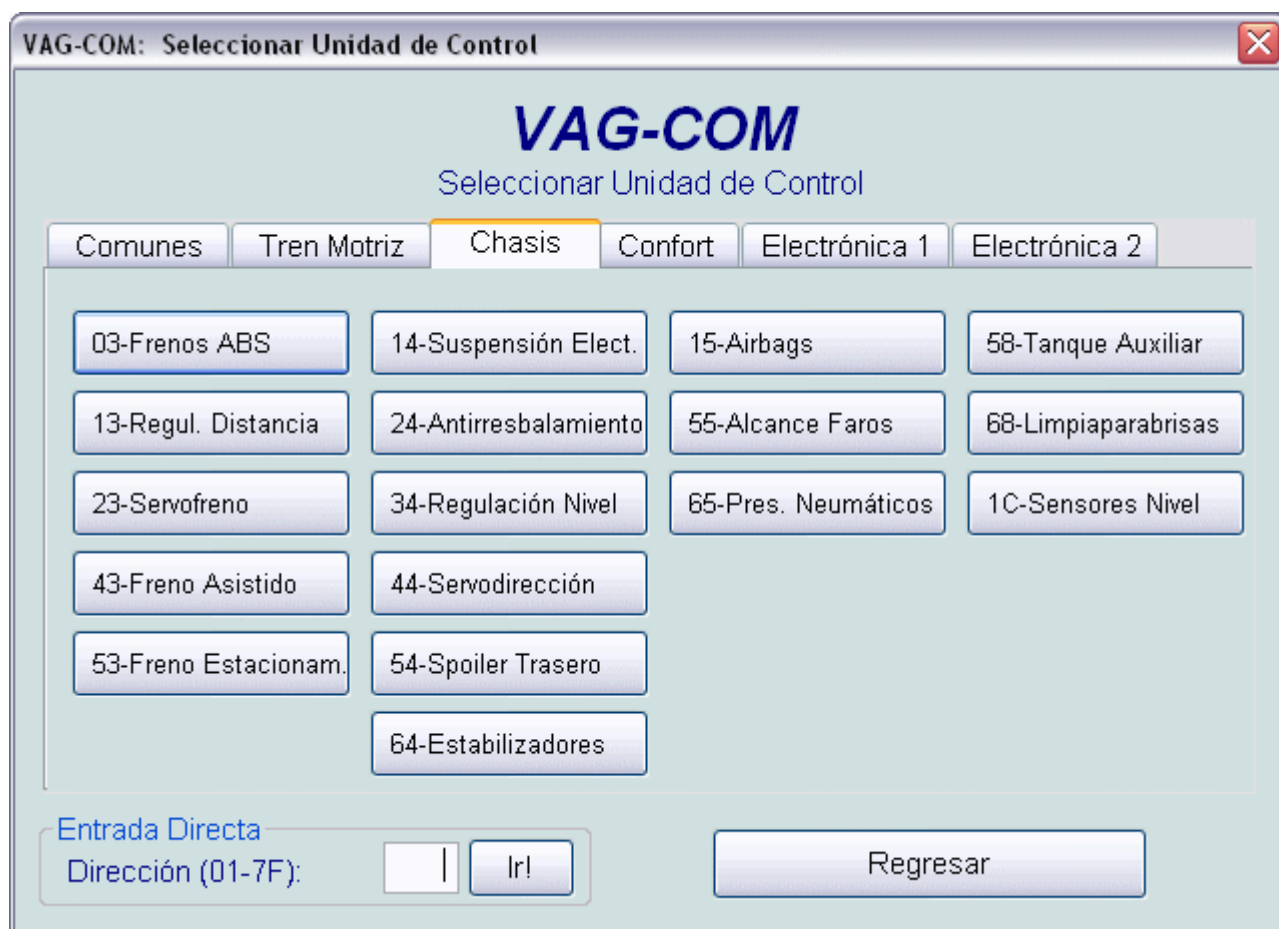 VAG-COM: Seleccionar Unidad de Control
VAG-COM
Seleccionar Unidad de Control
Comunes Tren Motriz Chasis Confort Electrónica 1 Electrónica 2
03-Frenos ABS 14-Suspensión Elect. 15-Airbags 58-Tanque Auxiliar
13-Regul. Distancia 24-Antirresbalamiento 55-Alcance Faros 68-Limpiaparabrisas
23-Servofreno 34-Regulación Nivel 65-Pres. Neumáticos 1C-Sensores Nivel
43-Freno Asistido 44-Servodirección
53-Freno Estacionam. 54-Spoiler Trasero
64-Estabilizadores
Entrada Directa
Dirección (01-7F): Ir! Regresar